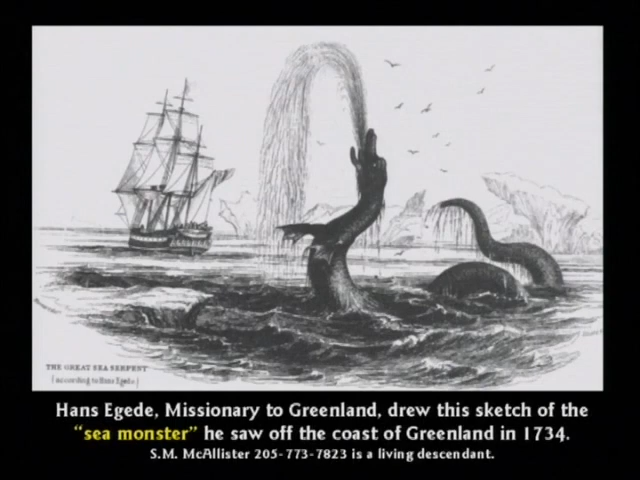 THE GREAT SEA SERPENT
(according to Hans Egede)
Hans Egede, Missionary to Greenland, drew this sketch of the
"sea monster" he saw off the coast of Greenland in 1734.
S.M. McAllister 205-773-7823 is a living descendant.